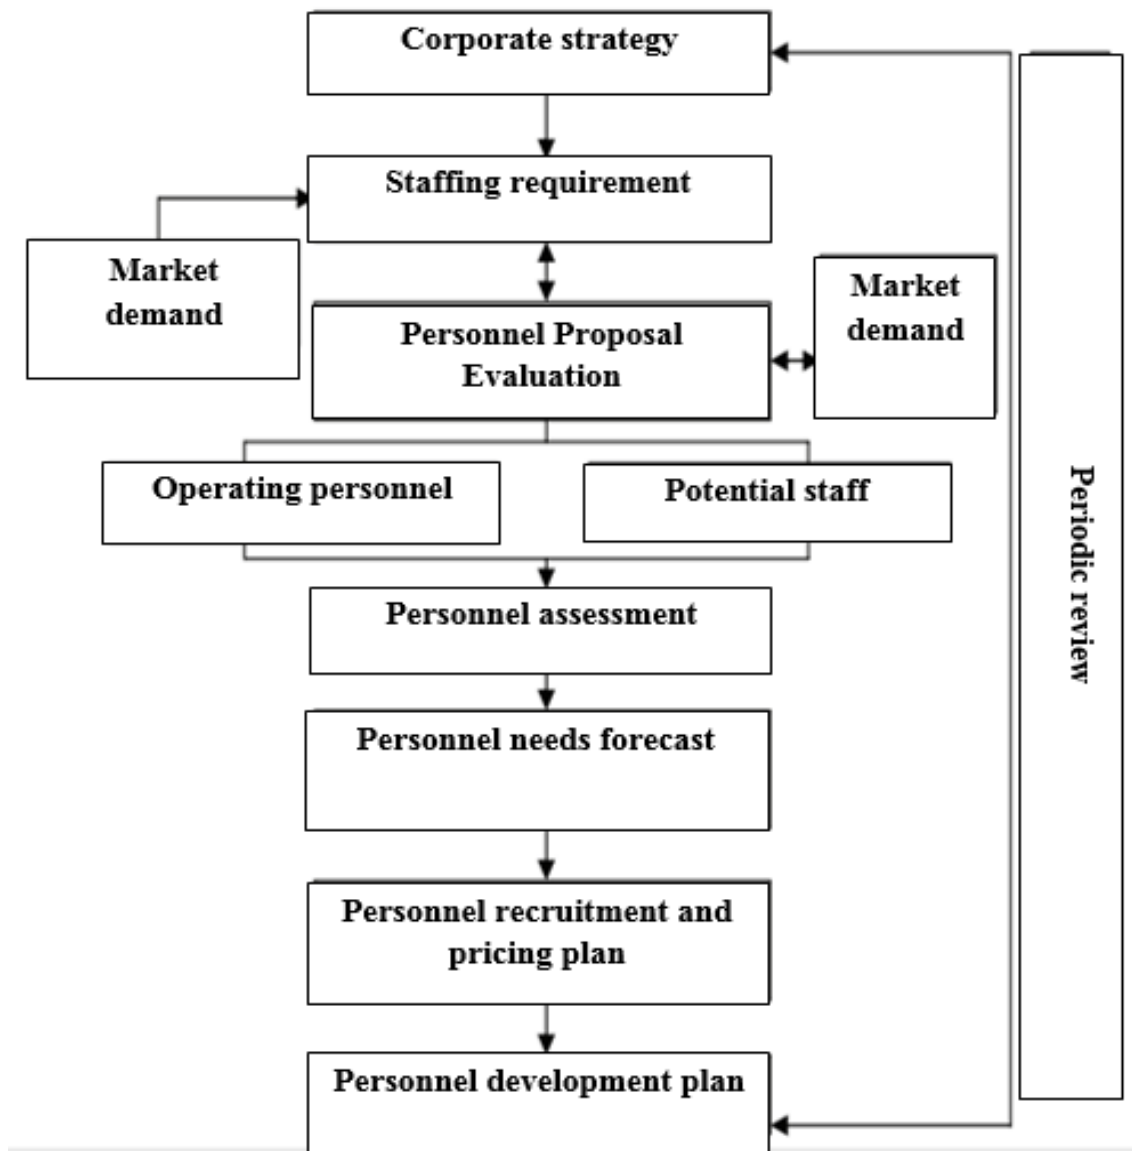 Corporate strategy
Staffing requirement
Market
demand
Market
demand
Personnel Proposal
Evaluation
Operating personnel
Potential staff
Personnel assessment
Personnel needs forecast
Personnel recruitment and
pricing plan
Personnel development plan
Periodic review